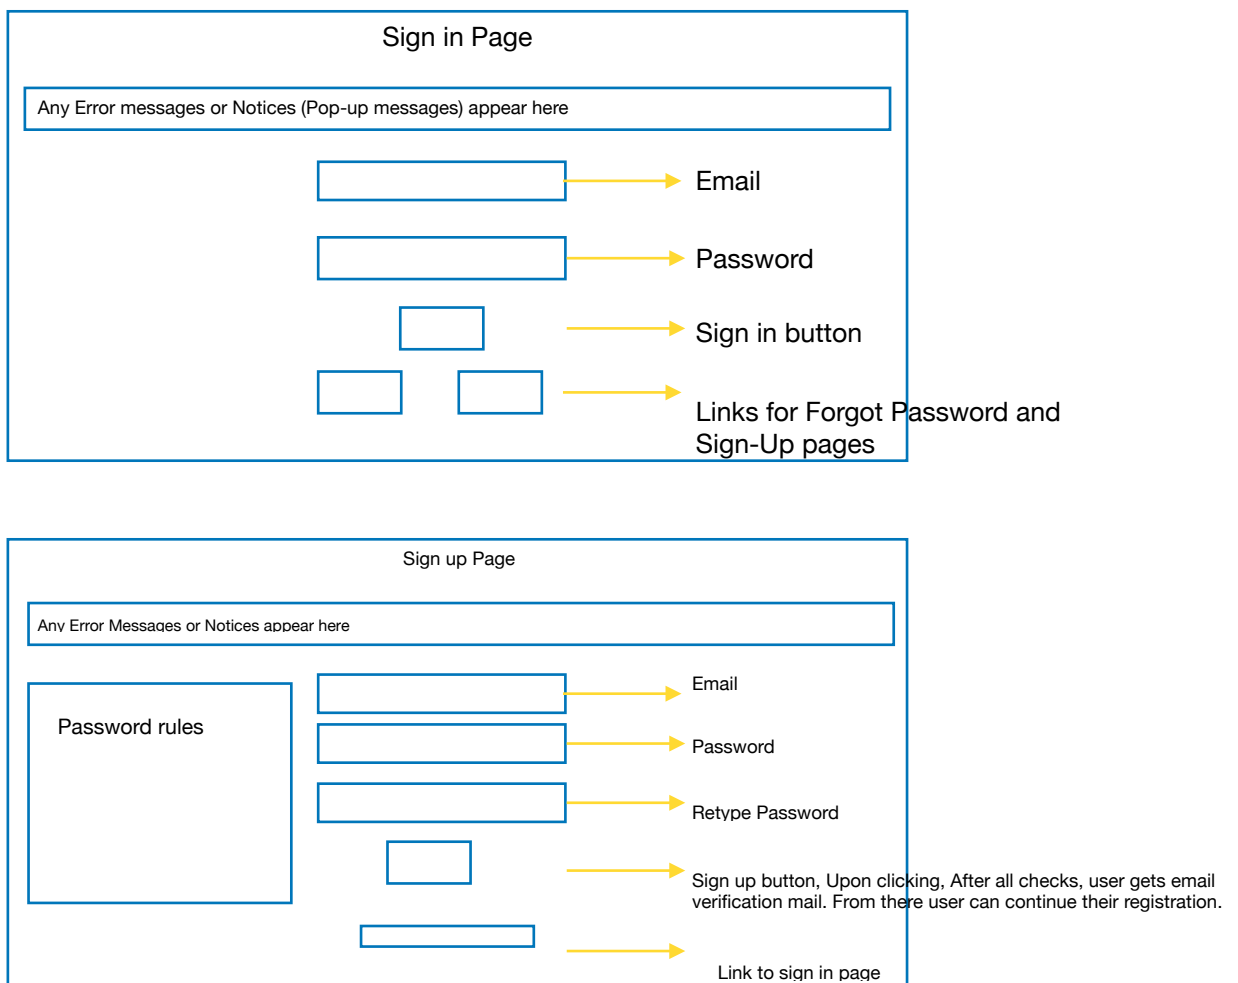 Sign in Page
Any Error messages or Notices (Pop-up messages) appear here
Email
Password
Sign in button
Links for Forgot Password and
Sign-Up pages
Sign up Page
Any Error Messages or Notices appear here
Password rules
Email
Password
Retype Password
Sign up button, Upon clicking, After all checks, user gets email
verification mail. From there user can continue their registration.
Link to sign in page